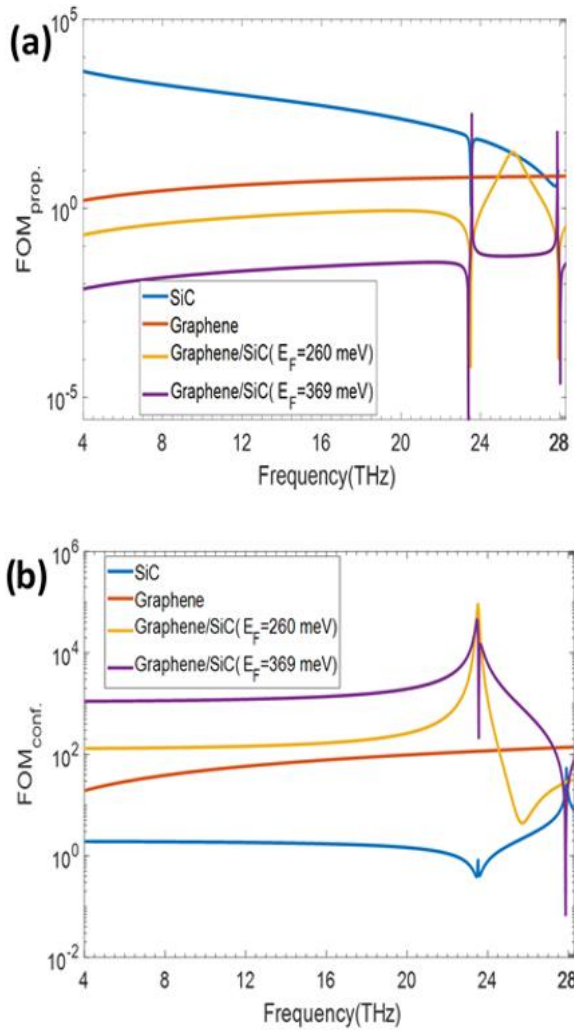 (a)
10^5
10^0
10^-5
FOM_prop.
SiC
Graphene
Graphene/SiC( E_F=260 meV)
Graphene/SiC( E_F=369 meV)
4 8 12 16 20 24 28
Frequency(THz)
(b)
10^6
10^4
10^2
10^0
10^-2
FOM_conf.
SiC
Graphene
Graphene/SiC( E_F=260 meV)
Graphene/SiC( E_F=369 meV)
4 8 12 16 20 24 28
Frequency(THz)